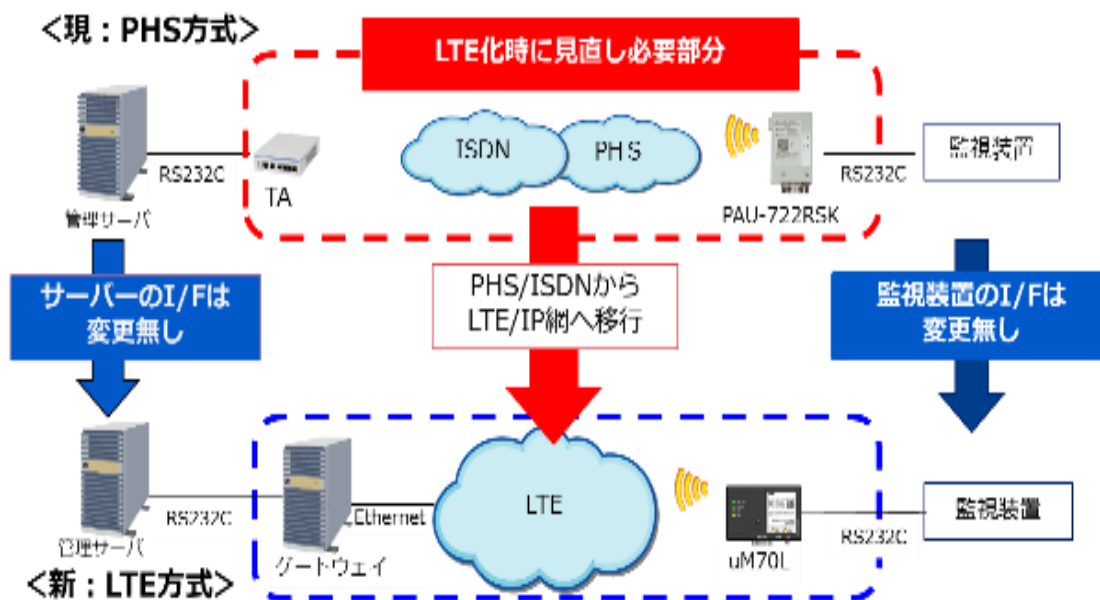 ＜現：PHS方式＞
LTE化時に見直し必要部分
ISDN
PHS
RS232C
TA
管理サーバ
PAU-722RSK
RS232C
監視装置
サーバーのI/Fは
変更無し
PHS/ISDNから
LTE/IP網へ移行
監視装置のI/Fは
変更無し
管理サーバ
RS232C
ゲートウェイ
Ethernet
LTE
uM70L
RS232C
監視装置
＜新：LTE方式＞